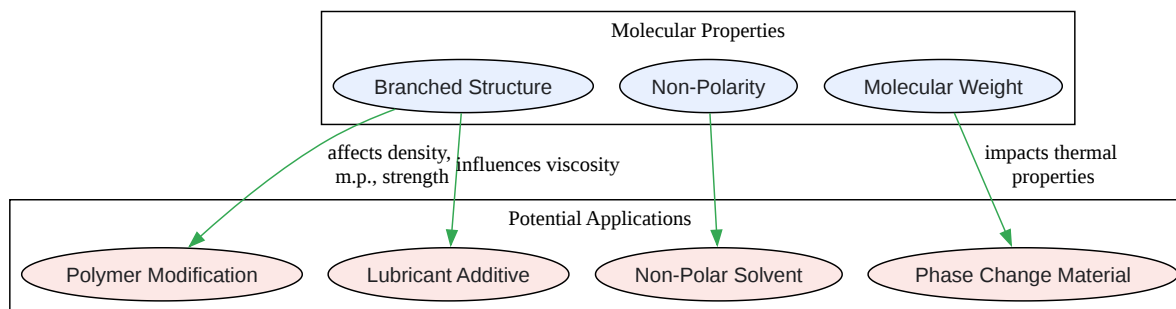 Molecular Properties
Branched Structure
Non-Polarity
Molecular Weight
affects density,
m.p., strength
influences viscosity
impacts thermal
properties
Potential Applications
Polymer Modification
Lubricant Additive
Non-Polar Solvent
Phase Change Material